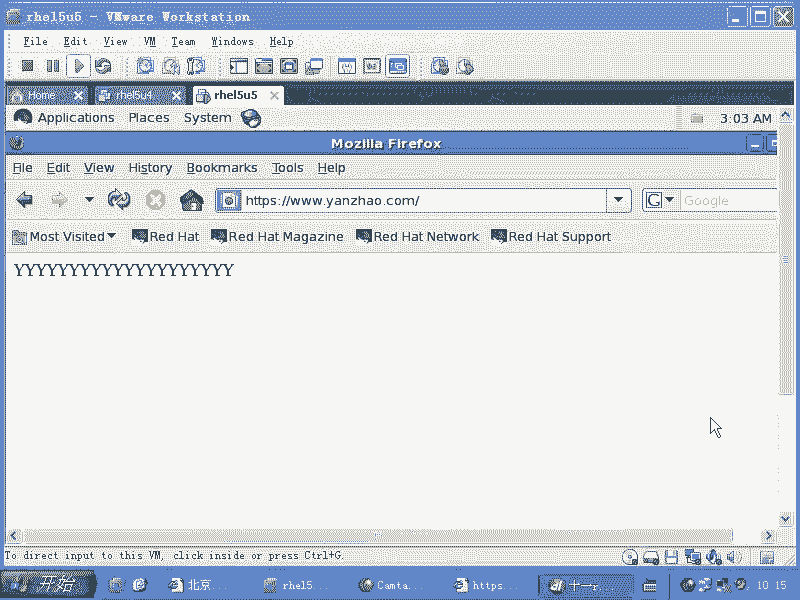 rhel5u5 - VMware Workstation
File Edit View VM Team Windows Help
Home rhel5u4 rhel5u5
Applications Places System 3:03 AM
Mozilla Firefox
File Edit View History Bookmarks Tools Help
https://www.yanzhao.com/ G Google
Most Visited Red Hat Red Hat Magazine Red Hat Network Red Hat Support
YYYYYYYYYYYYYYYYYYYY
To direct input to this VM, click inside or press Ctrl+G.
开始 北京... rhel5... Camta... https... 十一r... 10 15